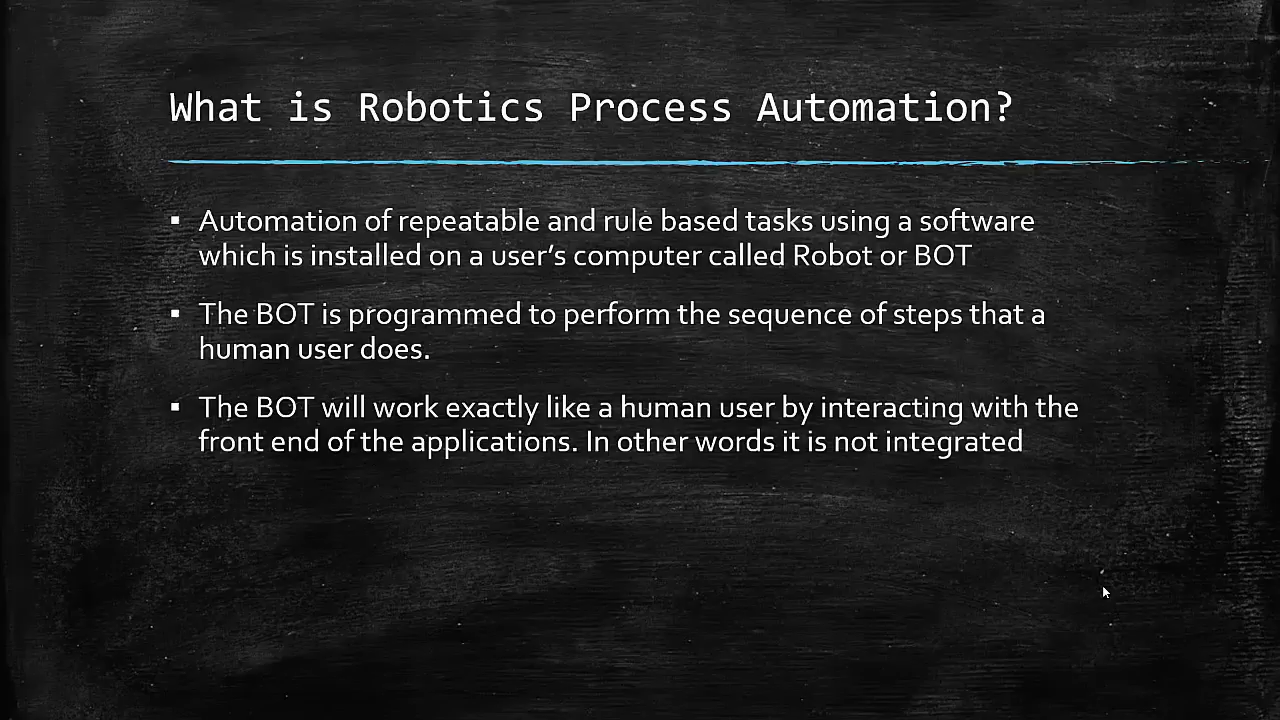 What is Robotics Process Automation?
▪ Automation of repeatable and rule based tasks using a software
which is installed on a user’s computer called Robot or BOT
▪ The BOT is programmed to perform the sequence of steps that a
human user does.
▪ The BOT will work exactly like a human user by interacting with the
front end of the applications. In other words it is not integrated